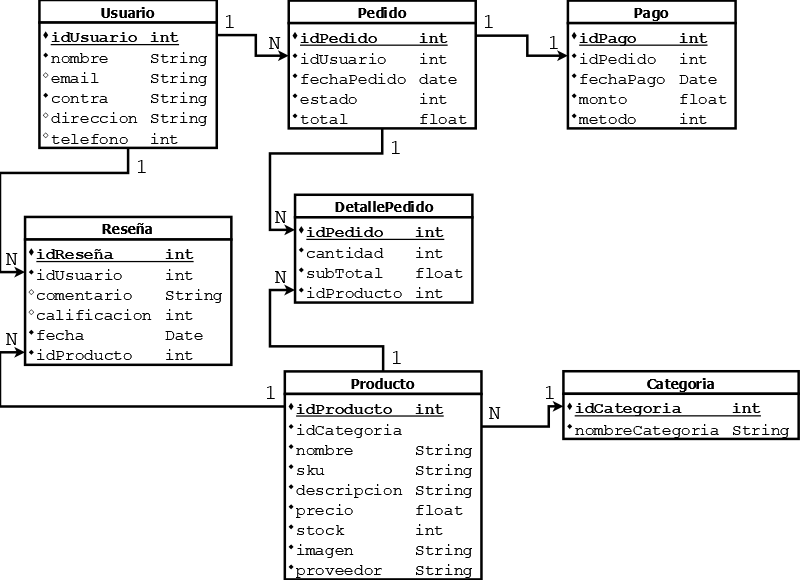 Usuario
idUsuario int
nombre String
email String
contra String
direccion String
telefono int
1
N
Pedido
idPedido int
idUsuario int
fechaPedido date
estado int
total float
1
1
Pago
idPago int
idPedido int
fechaPago Date
monto float
metodo int
1
N
Reseña
idReseña int
idUsuario int
comentario String
calificacion int
fecha Date
idProducto int
N
1
1
N
DetallePedido
idPedido int
cantidad int
subTotal float
idProducto int
N
1
Producto
idProducto int
idCategoria
nombre String
sku String
descripcion String
precio float
stock int
imagen String
proveedor String
N
1
Categoria
idCategoria int
nombreCategoria String